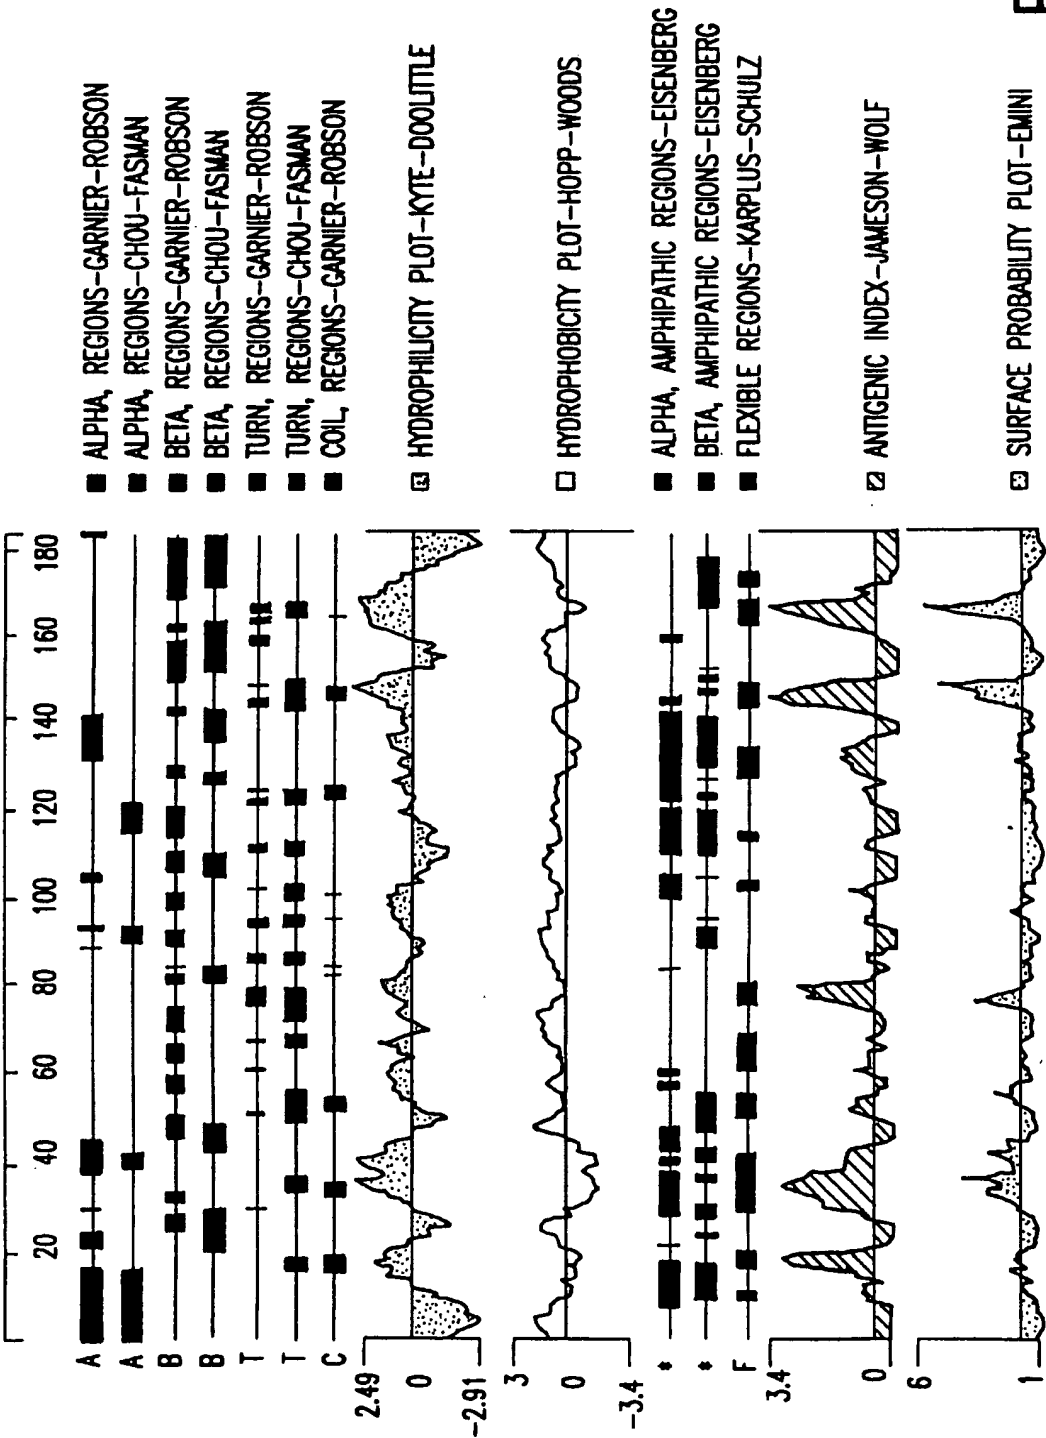 20 40 60 80 100 120 140 160 180
A ALPHA, REGIONS-GARNIER-ROBSON
A ALPHA, REGIONS-CHOU-FASMAN
B BETA, REGIONS-GARNIER-ROBSON
B BETA, REGIONS-CHOU-FASMAN
T TURN, REGIONS-GARNIER-ROBSON
T TURN, REGIONS-CHOU-FASMAN
C COIL, REGIONS-GARNIER-ROBSON
2.49
0
-2.91
HYDROPHILICITY PLOT-KYTE-DOOLITTLE
3
0
-3.4
HYDROPHOBICITY PLOT-HOPP-WOODS
* ALPHA, AMPHIPATHIC REGIONS-EISENBERG
* BETA, AMPHIPATHIC REGIONS-EISENBERG
F FLEXIBLE REGIONS-KARPLUS-SCHULZ
3.4
0
ANTIGENIC INDEX-JAMESON-WOLF
6
1
SURFACE PROBABILITY PLOT-EMINI